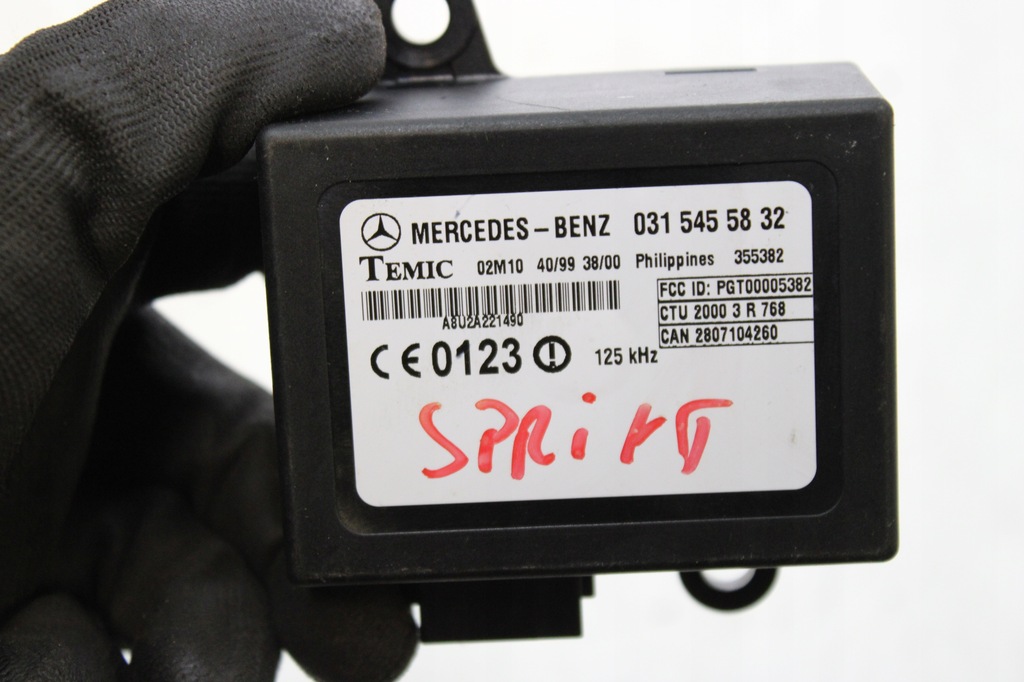 MERCEDES-BENZ 031 545 58 32
TEMIC 02M10 40/99 38/00 Philippines 355382
FCC ID: PGT00005382
CTU 2000 3 R 768
CAN 2807104260
A8U2A221490
CE 0123 125 kHz
SPRiNT